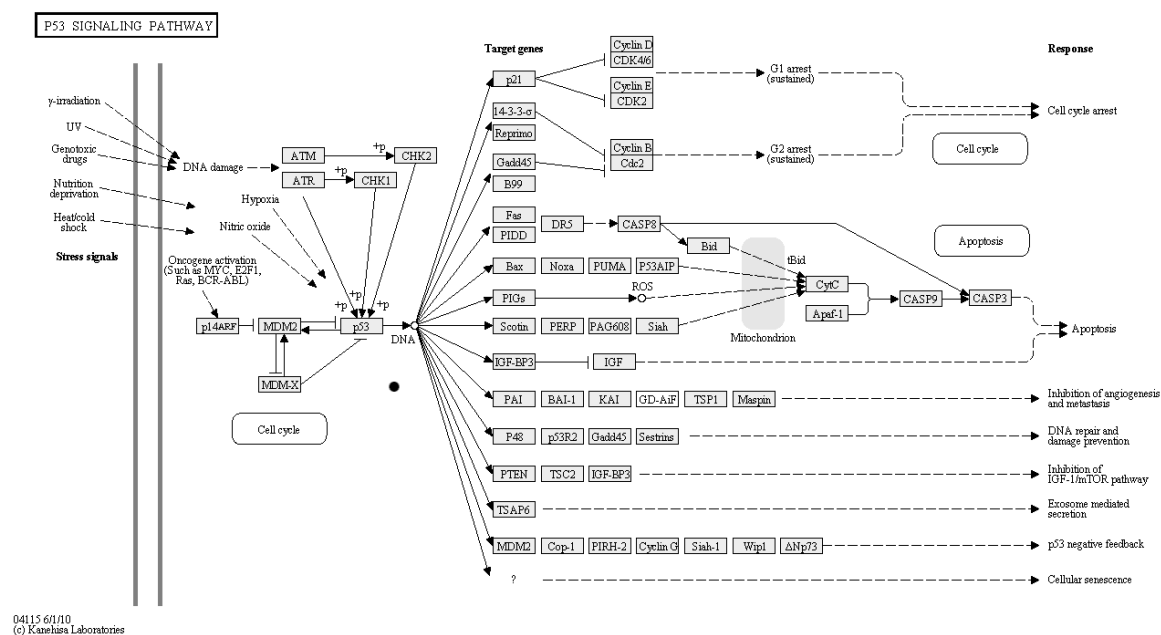 P53 SIGNALING PATHWAY
Target genes
Response
Cyclin D
CDK4/6
p21
G1 arrest
(sustained)
Cyclin E
CDK2
γ-irradiation
UV
Genotoxic
drugs
Nutrition
deprivation
Heat/cold
shock
Stress signals
DNA damage
ATM
+p
CHK2
ATR
+p
CHK1
Hypoxia
Nitric oxide
Oncogene activation
(Such as MYC, E2F1,
Ras, BCR-ABL)
+p
+p
+p
p14ARF
MDM2
p53
DNA
MDM-X
Cell cycle
14-3-3-σ
Reprimo
Gadd45
B99
Cyclin B
Cdc2
G2 arrest
(sustained)
Cell cycle arrest
Cell cycle
Fas
PIDD
DR5
CASP8
Bid
tBid
Apoptosis
Bax
Noxa
PUMA
P53AIP
PIGs
ROS
CytC
Apaf-1
CASP9
CASP3
Scotin
PERP
PAG608
Siah
Mitochondrion
Apoptosis
IGF-BP3
IGF
PAI
BAI-1
KAI
GD-AiF
TSP1
Maspin
Inhibition of angiogenesis
and metastasis
P48
p53R2
Gadd45
Sestrins
DNA repair and
damage prevention
PTEN
TSC2
IGF-BP3
Inhibition of
IGF-1/mTOR pathway
TSAP6
Exosome mediated
secretion
MDM2
Cop-1
PIRH-2
Cyclin G
Siah-1
Wip1
ΔNp73
p53 negative feedback
?
Cellular senescence
04115 6/1/10
(c) Kanehisa Laboratories